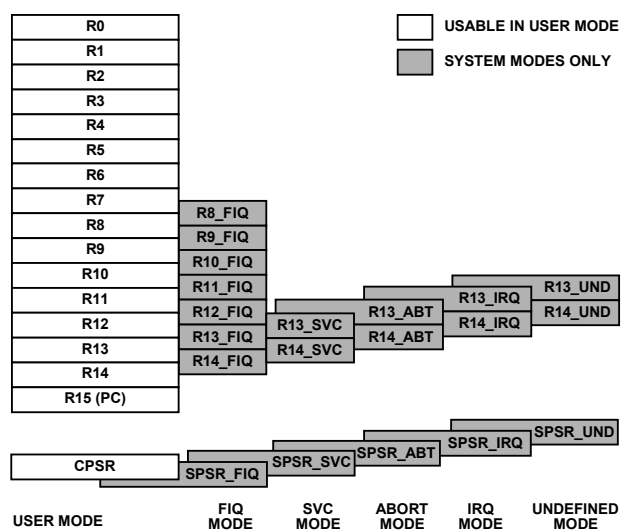 R0
R1
R2
R3
R4
R5
R6
R7
R8
R9
R10
R11
R12
R13
R14
R15 (PC)
USABLE IN USER MODE
SYSTEM MODES ONLY
R8_FIQ
R9_FIQ
R10_FIQ
R11_FIQ
R12_FIQ
R13_FIQ
R14_FIQ
R13_SVC
R14_SVC
R13_ABT
R14_ABT
R13_IRQ
R14_IRQ
R13_UND
R14_UND
CPSR
SPSR_FIQ
SPSR_SVC
SPSR_ABT
SPSR_IRQ
SPSR_UND
USER MODE
FIQ
MODE
SVC
MODE
ABORT
MODE
IRQ
MODE
UNDEFINED
MODE